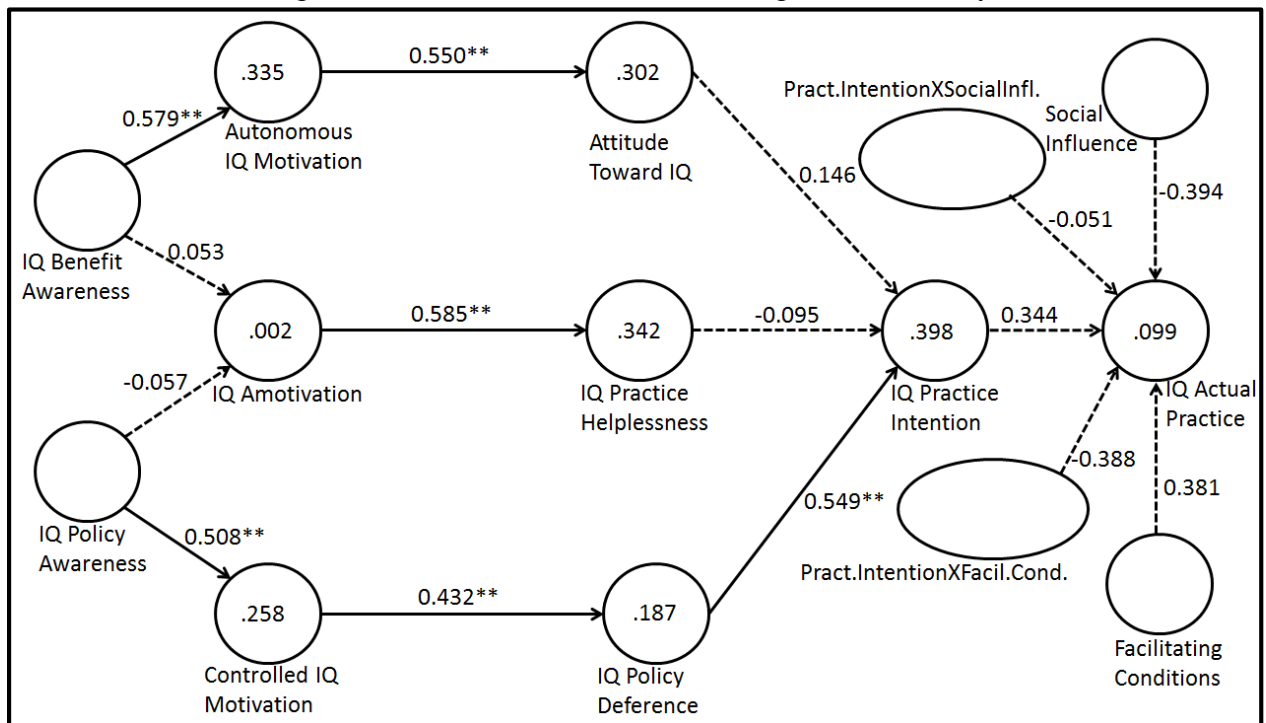 .335
0.550**
.302
Pract.IntentionXSocialInfl.
Social
Influence
0.579**
Autonomous
IQ Motivation
Attitude
Toward IQ
0.146
-0.394
-0.051
IQ Benefit
Awareness
0.053
.002
0.585**
.342
-0.095
.398
0.344
.099
-0.057
IQ Amotivation
IQ Practice
Helplessness
IQ Practice
Intention
IQ Actual
Practice
-0.388
0.381
0.549**
IQ Policy
Awareness
0.508**
Pract.IntentionXFacil.Cond.
.258
0.432**
.187
Controlled IQ
Motivation
IQ Policy
Deference
Facilitating
Conditions